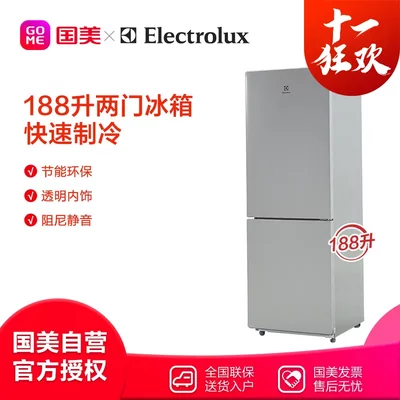 GO
ME
国美×Electrolux
十一
狂欢
188升两门冰箱
快速制冷
节能环保
透明内饰
阻尼静音
Electrolux
188升
国美自营
官方授权
全国联保
送货入户
国美发票
售后无忧